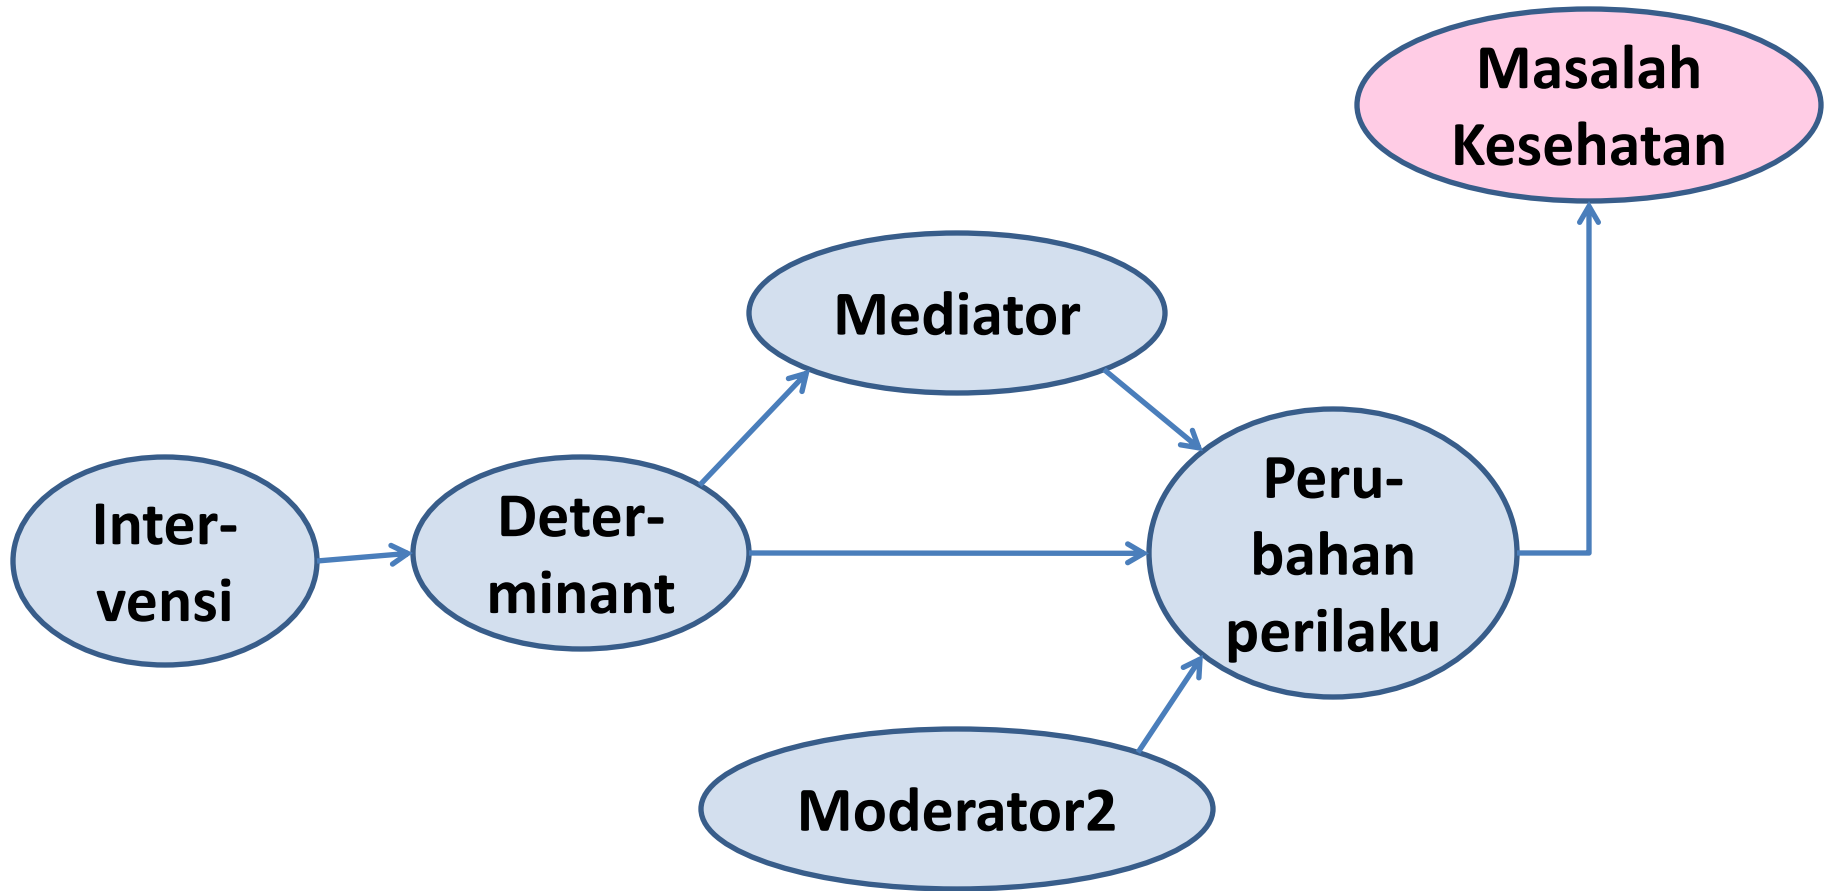 Masalah
Kesehatan
Mediator
Inter-
vensi
Deter-
minant
Peru-
bahan
perilaku
Moderator2